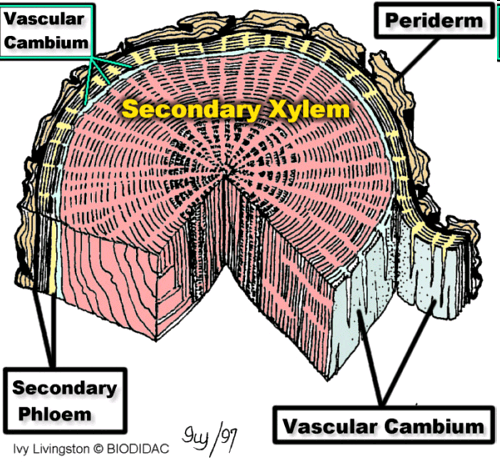 Vascular
Cambium
Periderm
Secondary Xylem
Secondary
Phloem
Vascular Cambium
Ivy Livingston © BIODIDAC
Ivy/97